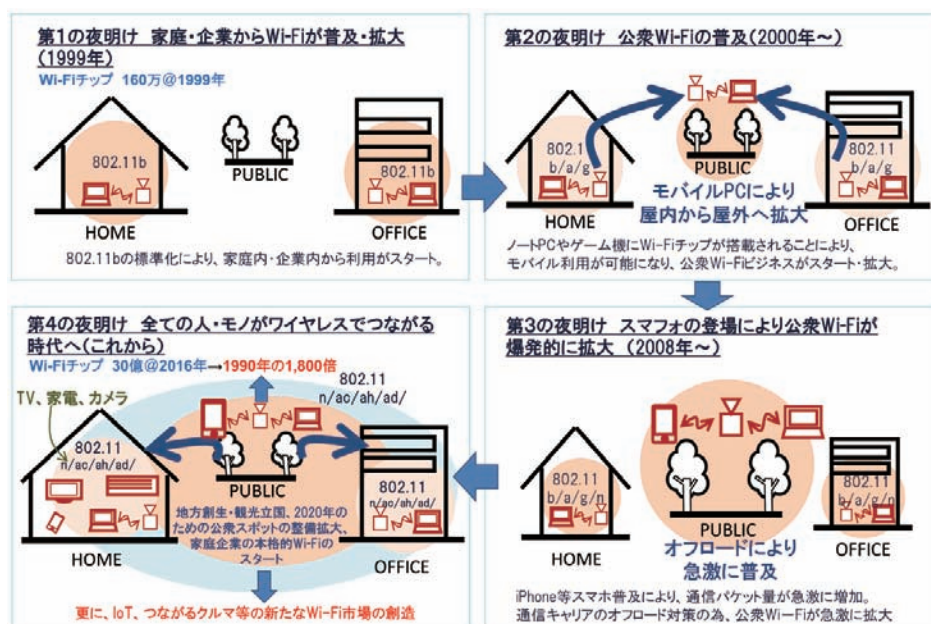 第1の夜明け　家庭・企業からWi-Fiが普及・拡大
(1999年)
Wi-Fiチップ 160万@1999年
802.11b
HOME
PUBLIC
802.11b
OFFICE
802.11bの標準化により、家庭内・企業内から利用がスタート。
第2の夜明け　公衆Wi-Fiの普及(2000年~)
802.1
b/a/g
HOME
PUBLIC
モバイルPCにより
屋内から屋外へ拡大
802.11
b/a/g
OFFICE
ノートPCやゲーム機にWi-Fiチップが搭載されることにより、
モバイル利用が可能になり、公衆Wi-Fiビジネスがスタート・拡大。
第3の夜明け　スマフォの登場により公衆Wi-Fiが
爆発的に拡大　(2008年~)
802.11
b/a/g/n
HOME
PUBLIC
オフロードにより
急激に普及
802.11
b/a/g/n
OFFICE
iPhone等スマホ普及により、通信パケット量が急激に増加。
通信キャリアのオフロード対策の為、公衆Wi-Fiが急激に拡大
第4の夜明け　全ての人・モノがワイヤレスでつながる
時代へ(これから)
Wi-Fiチップ 30億@2016年→1990年の1,800倍
TV、家電、カメラ
802.11
n/ac/ah/ad/
HOME
802.11
n/ac/ah/ad/
PUBLIC
地方創生・観光立国、2020年の
ための公衆スポットの整備拡大、
家庭企業の本格的Wi-Fiの
スタート
802.11
n/ac/ah/ad/
OFFICE
更に、IoT、つながるクルマ等の新たなWi-Fi市場の創造